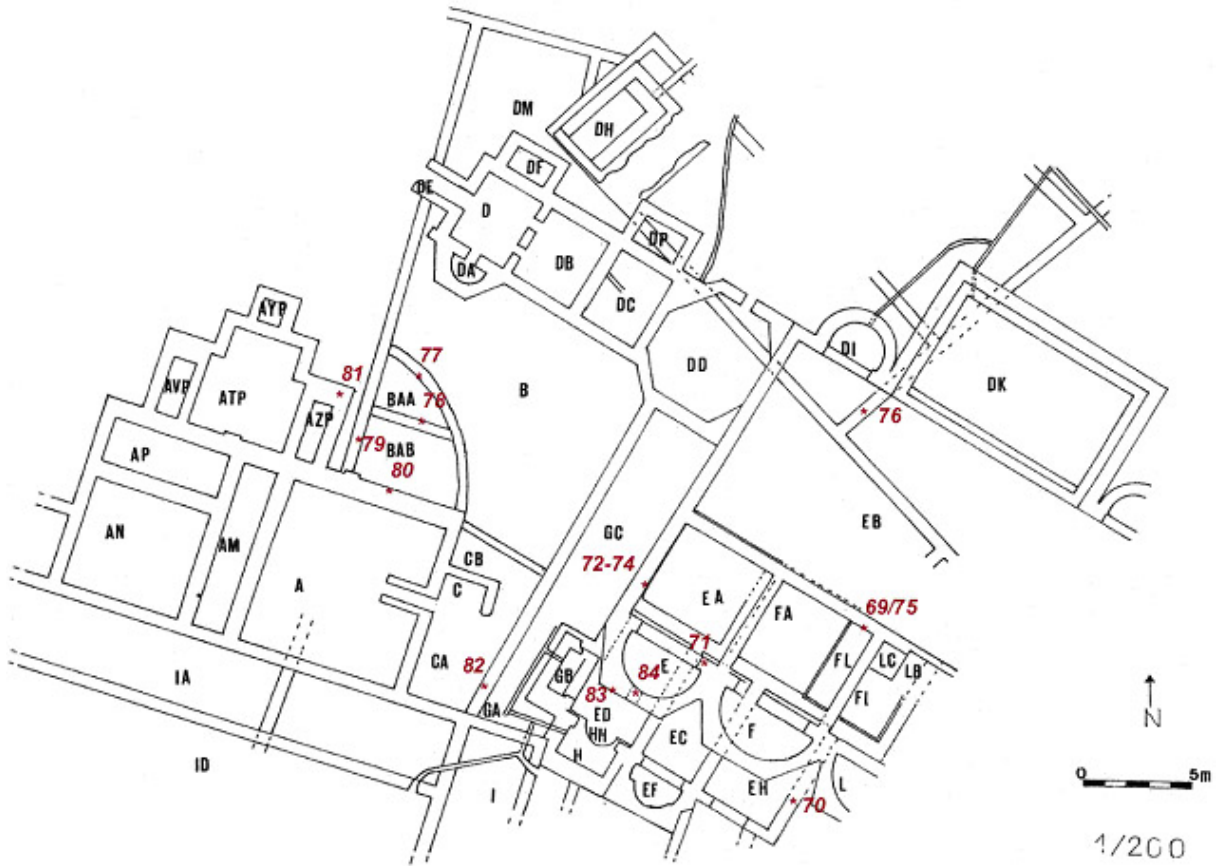 DM
DH
DF
DE
D
DP
DA
DB
DC
AYP
77
DD
DI
81
B
DK
AVP
ATP
BAA
78
76
AZP
79
BAB
AP
80
EB
AN
AM
GC
CB
72-74
A
C
EA
FA
69/75
71
CA
E
FL
LC
LB
82
84
IA
GB
83
FI
GA
ED
N
HH
F
H
EC
ID
0 5m
I
EF
EH
L
70
1/200